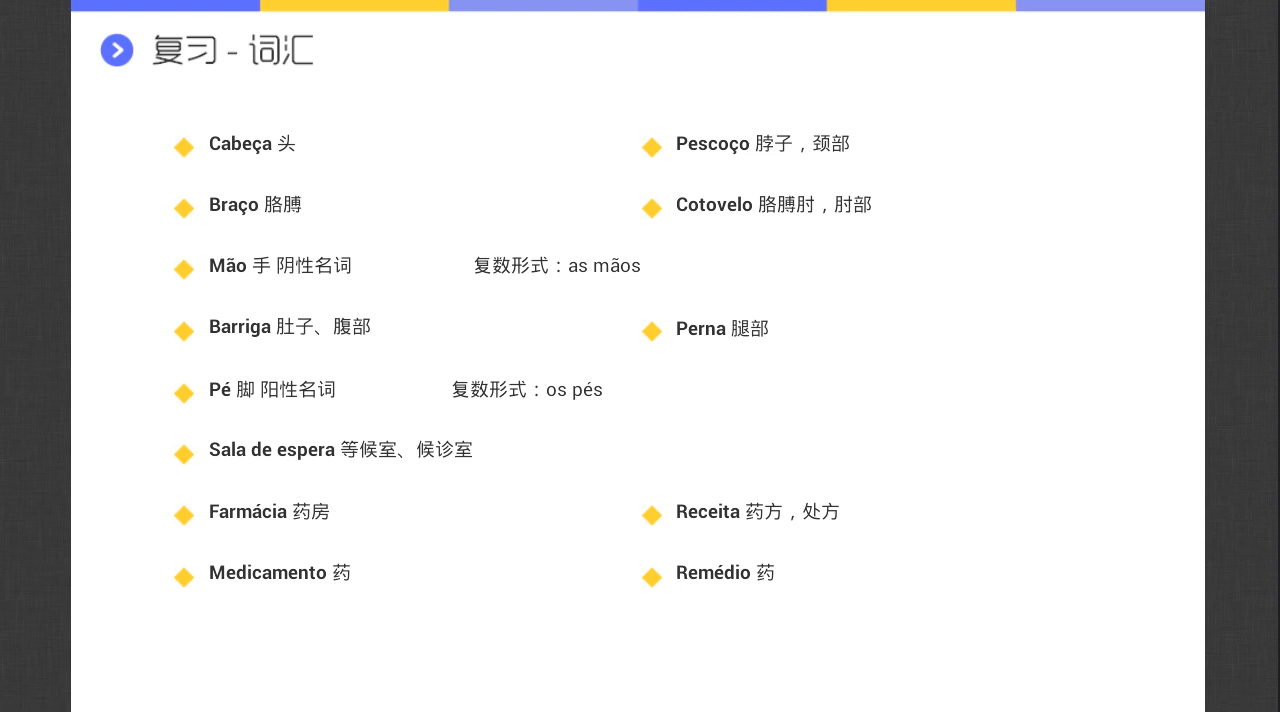 复习 - 词汇
Cabeça 头
Pescoço 脖子，颈部
Braço 胳膊
Cotovelo 胳膊肘，肘部
Mão 手 阴性名词 复数形式：as mãos
Barriga 肚子、腹部
Perna 腿部
Pé 脚 阳性名词 复数形式：os pés
Sala de espera 等候室、候诊室
Farmácia 药房
Receita 药方，处方
Medicamento 药
Remédio 药